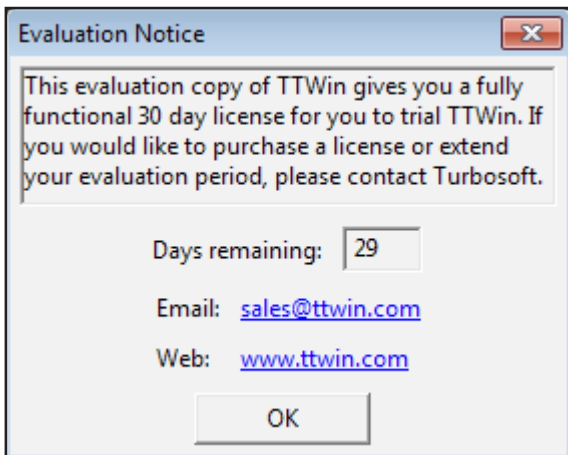 Evaluation Notice
This evaluation copy of TTWin gives you a fully
functional 30 day license for you to trial TTWin. If
you would like to purchase a license or extend
your evaluation period, please contact Turbosoft.
Days remaining: 29
Email: sales@ttwin.com
Web: www.ttwin.com
OK